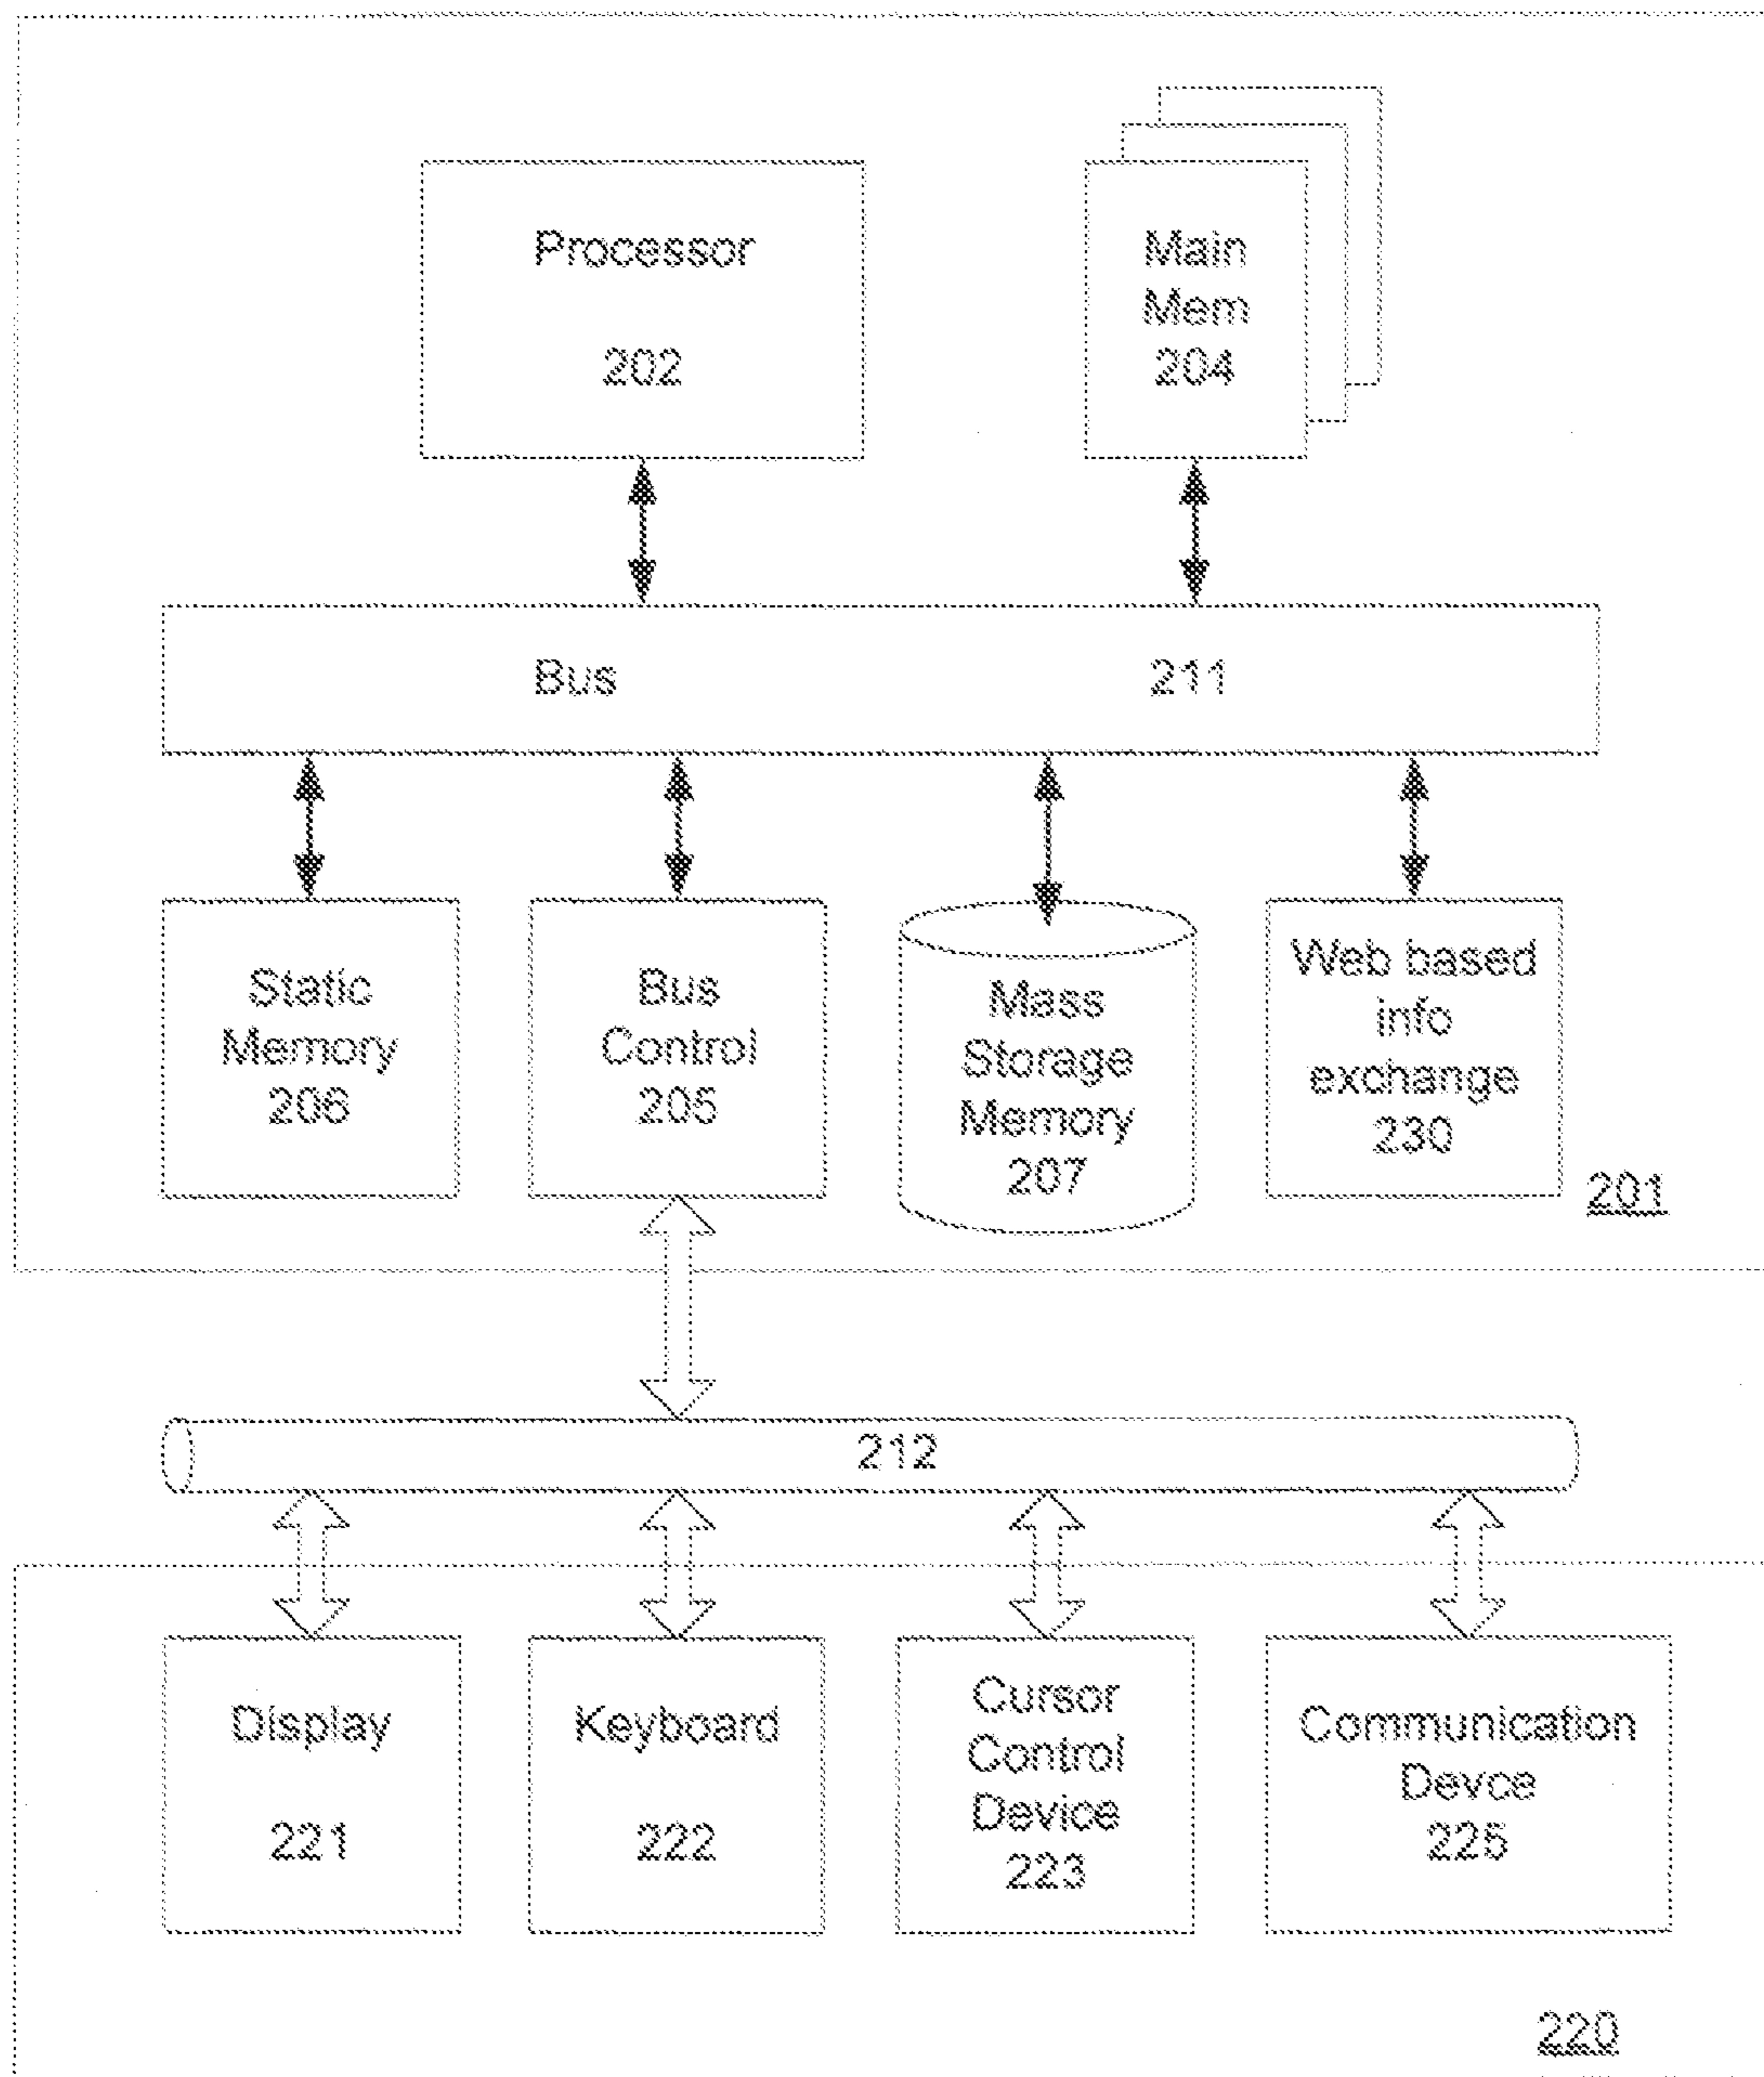 Processor
202
Main
Mem
204
Bus 211
Static
Memory
206
Bus
Control
205
Mass
Storage
Memory
207
Web based
info
exchange
230
201
212
Display
221
Keyboard
222
Cursor
Control
Device
223
Communication
Devce
225
220